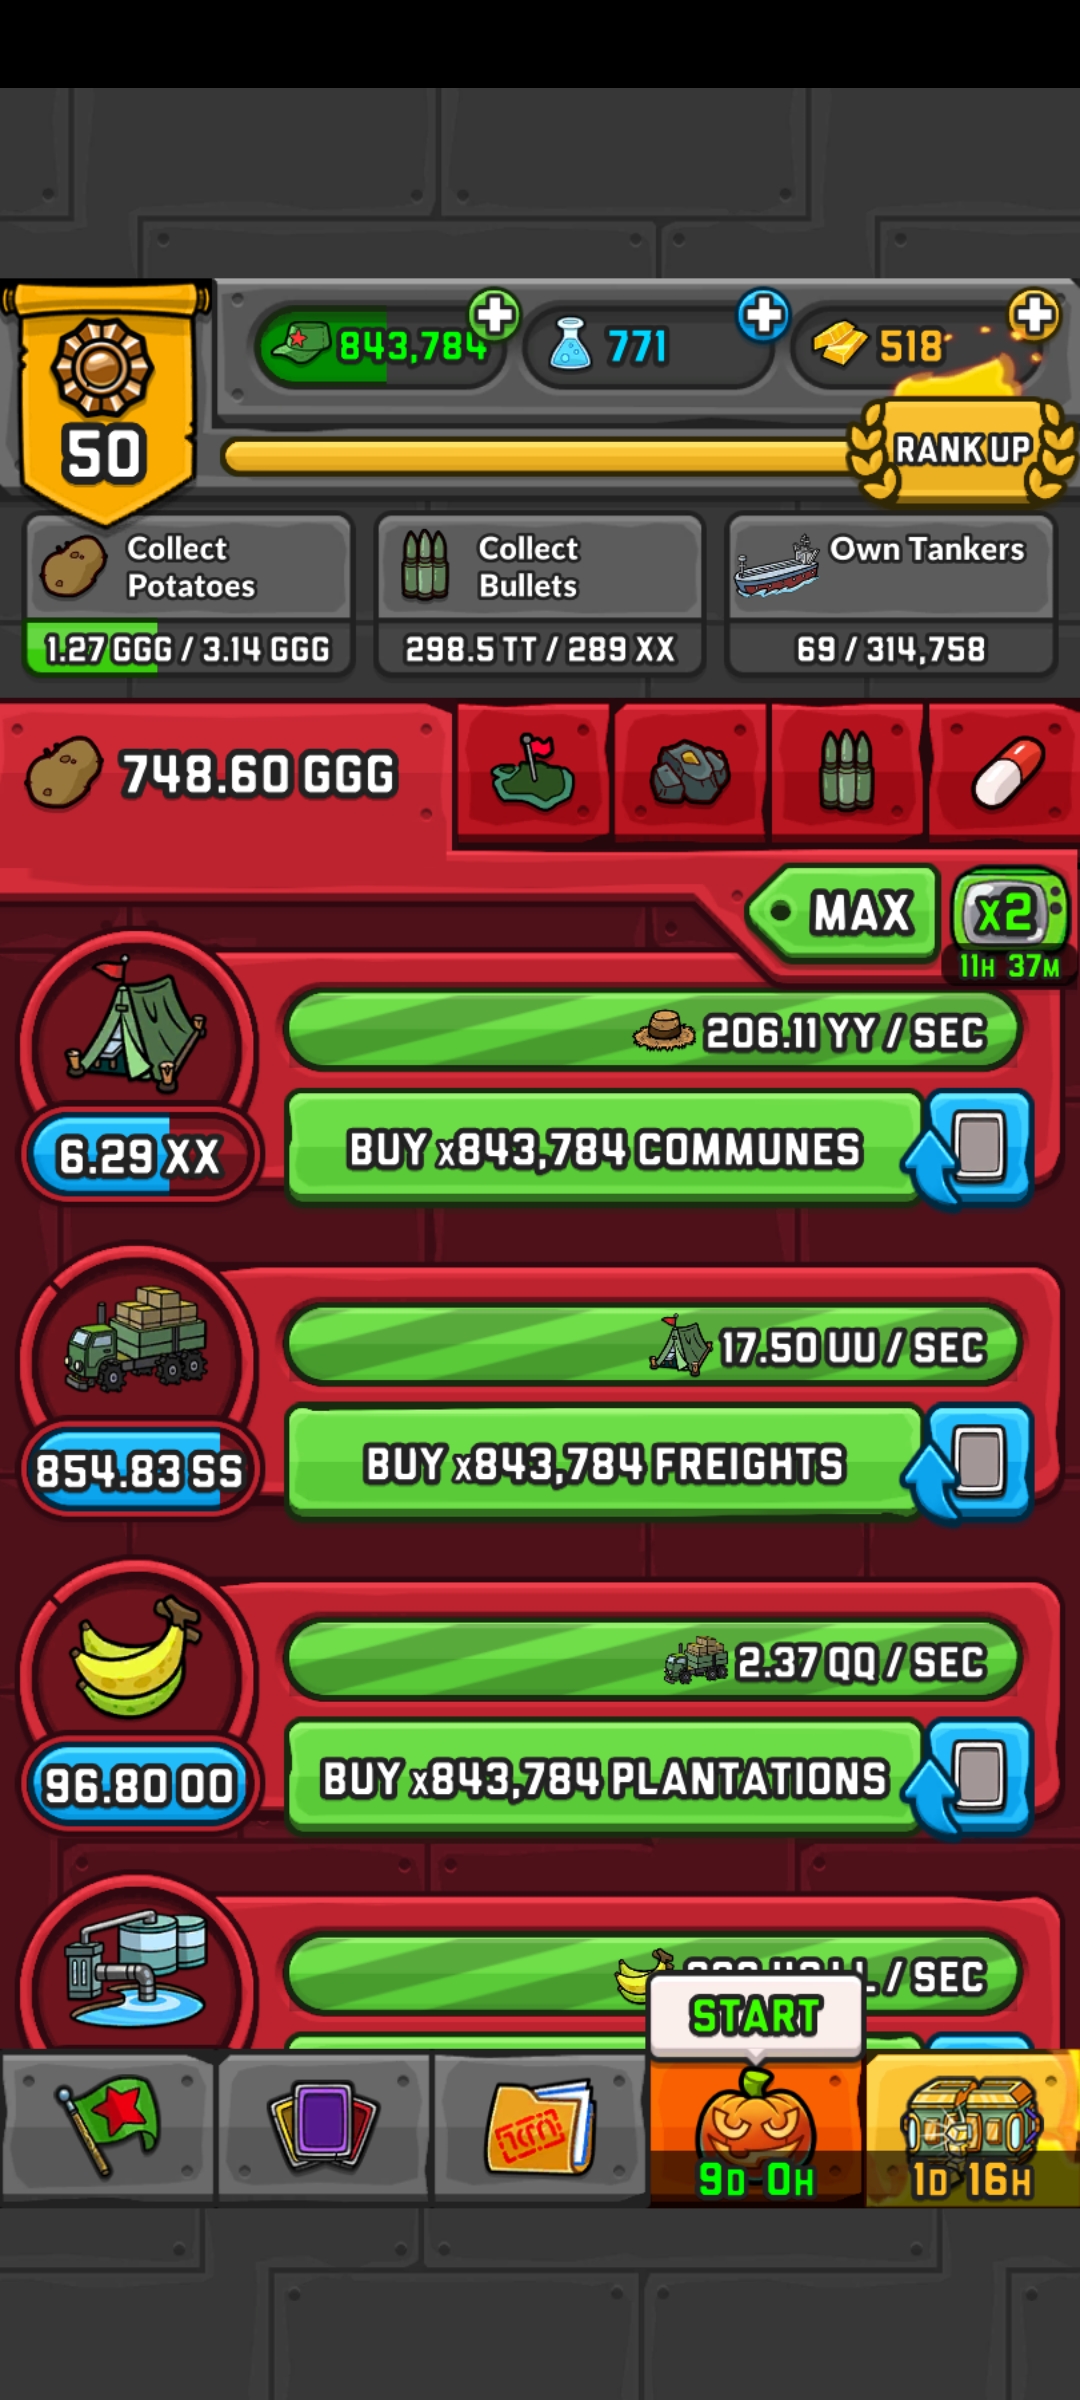 843,784
771
518
50
RANK UP
Collect
Potatoes
1.27 GGG / 3.14 GGG
Collect
Bullets
298.5 TT / 289 XX
Own Tankers
69 / 314,758
748.60 GGG
MAX
x2
11H 37M
206.11 YY / SEC
6.29 XX
BUY x843,784 COMMUNES
17.50 UU / SEC
854.83 SS
BUY x843,784 FREIGHTS
2.37 QQ / SEC
96.80 OO
BUY x843,784 PLANTATIONS
/ SEC
START
9D 0H
1D 16H